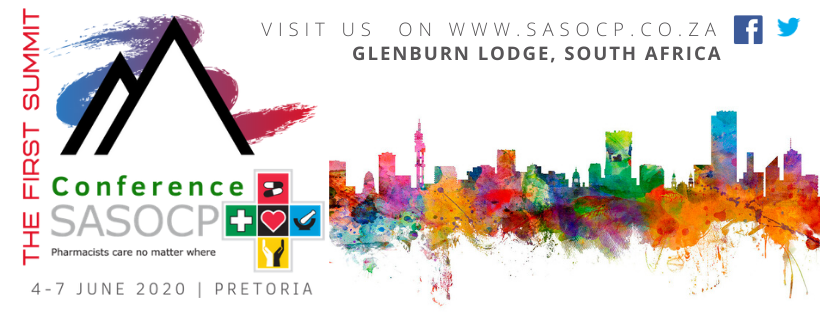 THE FIRST SUMMIT
VISIT US ON WWW.SASOCP.CO.ZA
GLENBURN LODGE, SOUTH AFRICA
Conference
SASOCP
Pharmacists care no matter where
4-7 JUNE 2020 | PRETORIA